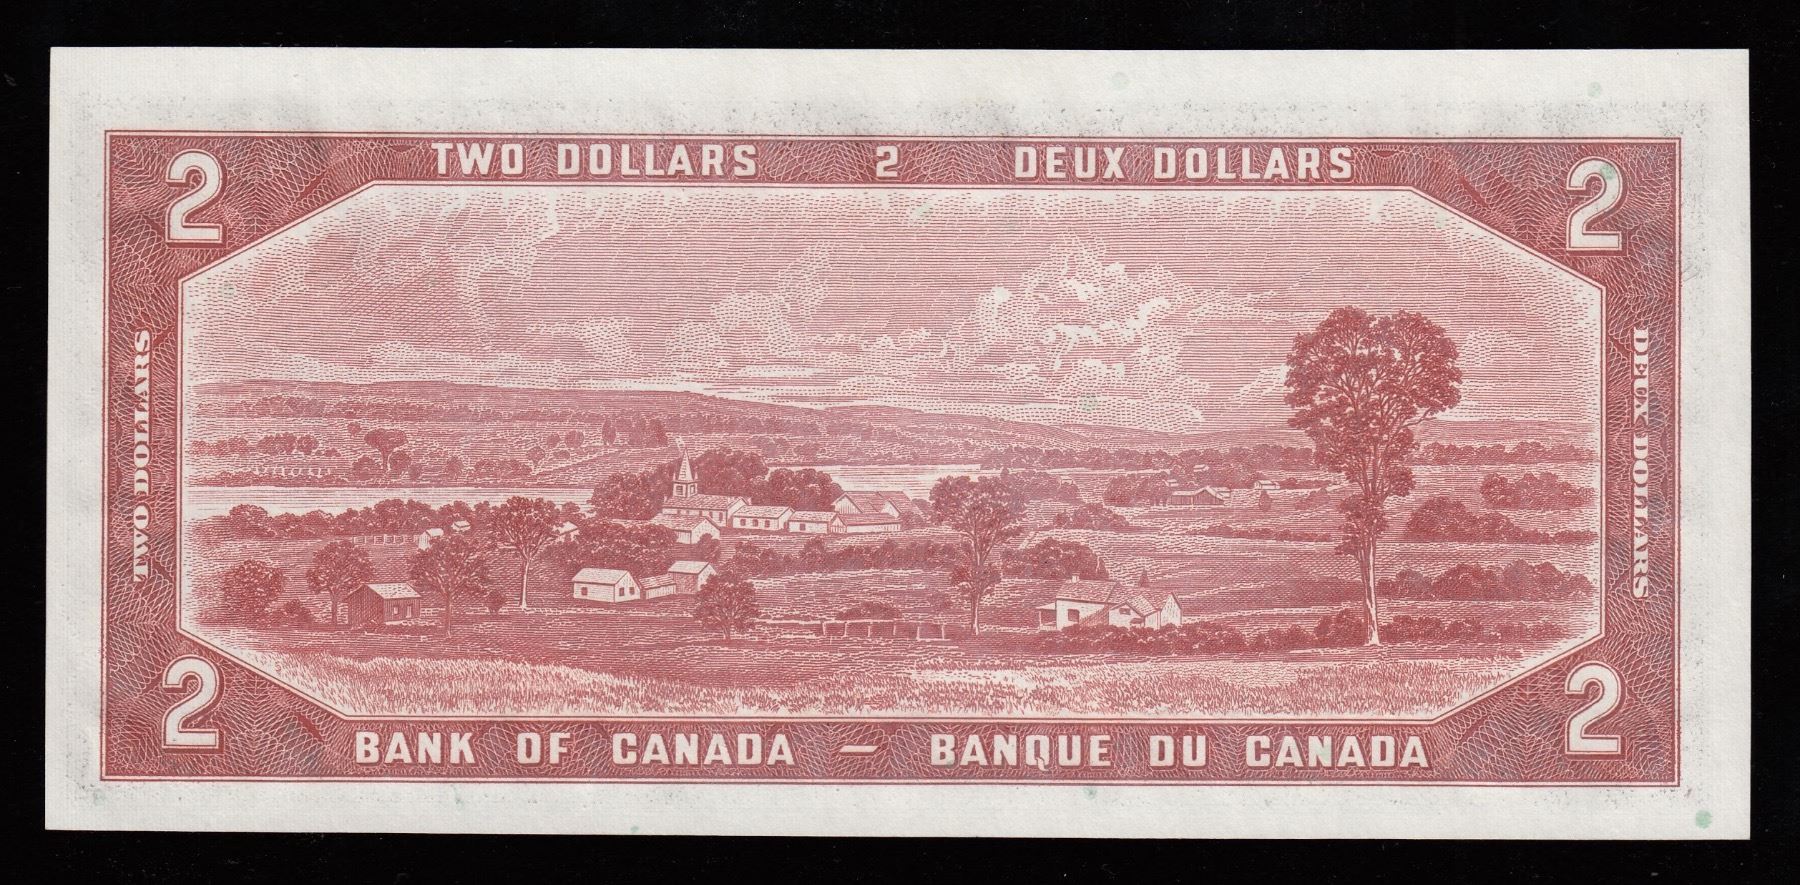 2 TWO DOLLARS 2 DEUX DOLLARS 2
TWO DOLLARS
DEUX DOLLARS
2 BANK OF CANADA — BANQUE DU CANADA 2